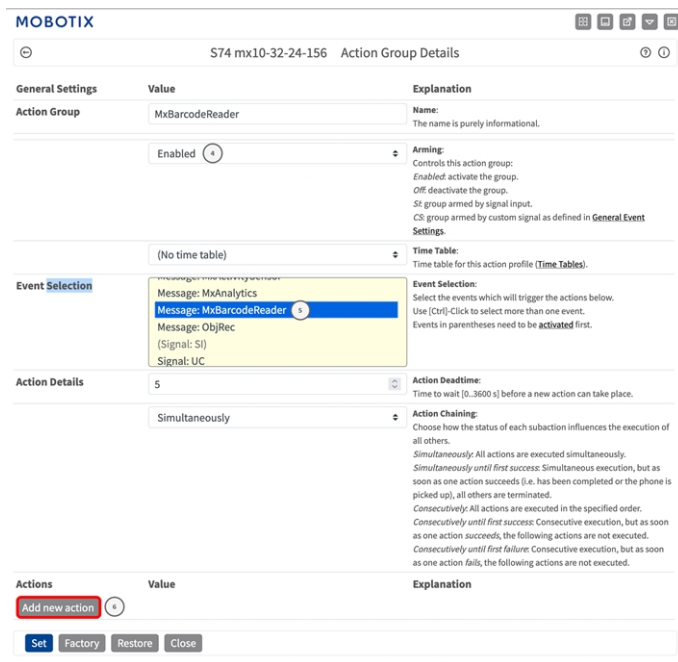 MOBOTIX
S74 mx10-32-24-156 Action Group Details
General Settings Value Explanation
Action Group MxBarcodeReader Name:
The name is purely informational.
Enabled 4 Arming:
Controls this action group:
Enabled: activate the group.
Off: deactivate the group.
SI: group armed by signal input.
CS: group armed by custom signal as defined in General Event
Settings.
(No time table) Time Table:
Time table for this action profile (Time Tables).
Event Selection Message: MxActivitySensor Event Selection:
Message: MxAnalytics Select the events which will trigger the actions below.
Message: MxBarcodeReader 5 Use [Ctrl]-Click to select more than one event.
Message: ObjRec Events in parentheses need to be activated first.
(Signal: SI)
Signal: UC
Action Details 5 Action Deadtime:
Time to wait [0..3600 s] before a new action can take place.
Simultaneously Action Chaining:
Choose how the status of each subaction influences the execution of
all others.
Simultaneously: All actions are executed simultaneously.
Simultaneously until first success: Simultaneous execution, but as
soon as one action succeeds (i.e. has been completed or the phone is
picked up), all others are terminated.
Consecutively: All actions are executed in the specified order.
Consecutively until first success: Consecutive execution, but as soon
as one action succeeds, the following actions are not executed.
Consecutively until first failure: Consecutive execution, but as soon
as one action fails, the following actions are not executed.
Actions Value Explanation
Add new action 6
Set Factory Restore Close